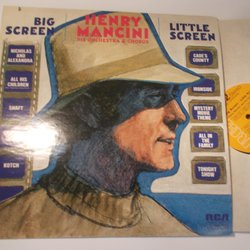 BIG
SCREEN
HENRY
MANCINI
HIS ORCHESTRA & CHORUS
LITTLE
SCREEN
NICHOLAS
AND
ALEXANDRA
ALL HIS
CHILDREN
SHAFT
KOTCH
CADE'S
COUNTY
IRONSIDE
MYSTERY
MOVIE
THEME
ALL IN
THE
FAMILY
TONIGHT
SHOW
RCA